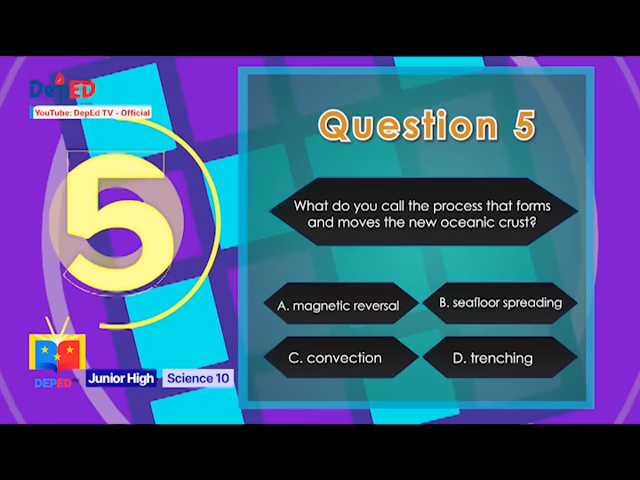 DepED
YouTube: DepEd TV - Official
5
Question 5
What do you call the process that forms
and moves the new oceanic crust?
A. magnetic reversal
B. seafloor spreading
C. convection
D. trenching
DEPED
Junior High
Science 10